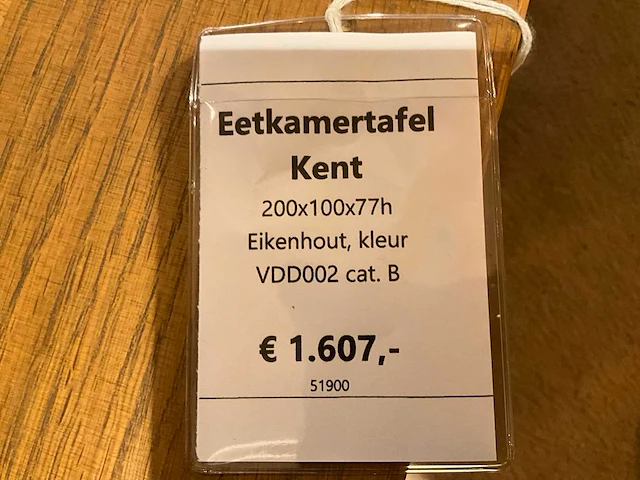 Eetkamertafel
Kent
200x100x77h
Eikenhout, kleur
VDD002 cat. B
€ 1.607,-
51900